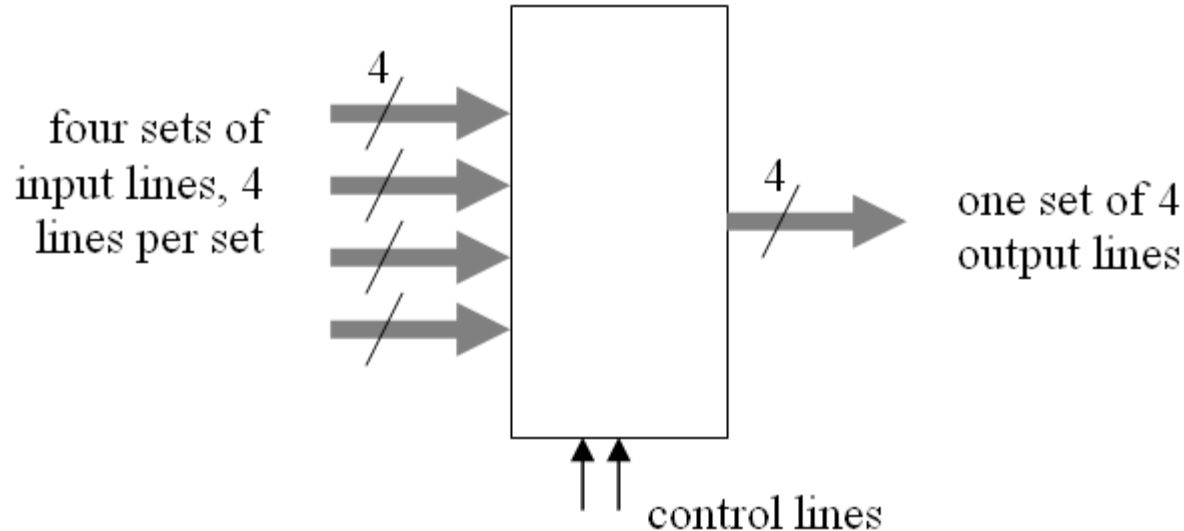 4
four sets of
input lines, 4
lines per set
4
one set of 4
output lines
control lines